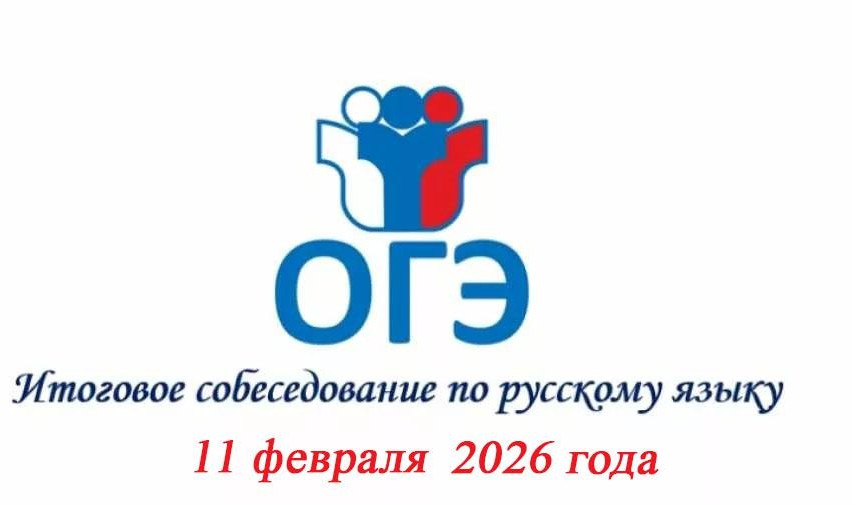 ОГЭ
Итоговое собеседование по русскому языку
11 февраля 2026 года